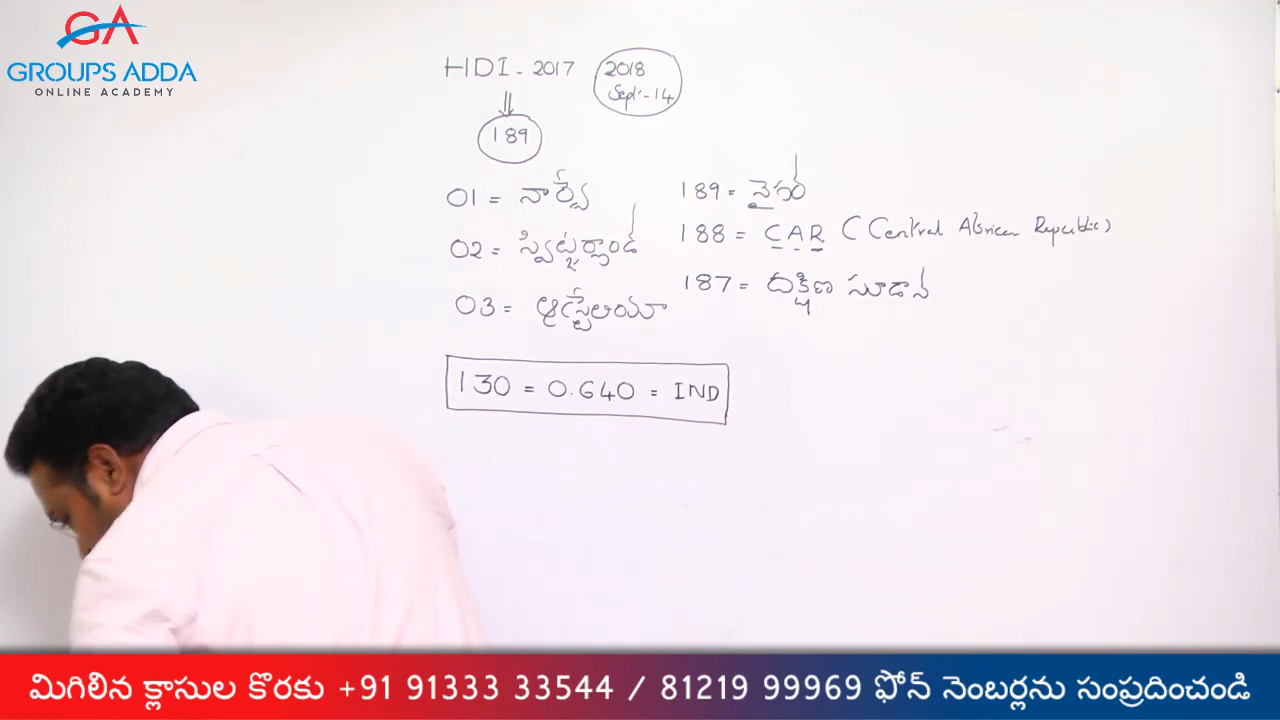 GA
GROUPS ADDA
ONLINE ACADEMY
HDI - 2017
2018
Sept - 14
189
01 = నార్వే
02 = స్విట్జర్లాండ్
03 = ఆస్ట్రేలియా
189 = నైగర్
188 = CAR (Central African Republic)
187 = దక్షిణ సూడాన్
130 = 0.640 = IND
మిగిలిన క్లాసుల కొరకు +91 91333 33544 / 81219 99969 ఫోన్ నెంబర్లను సంప్రదించండి